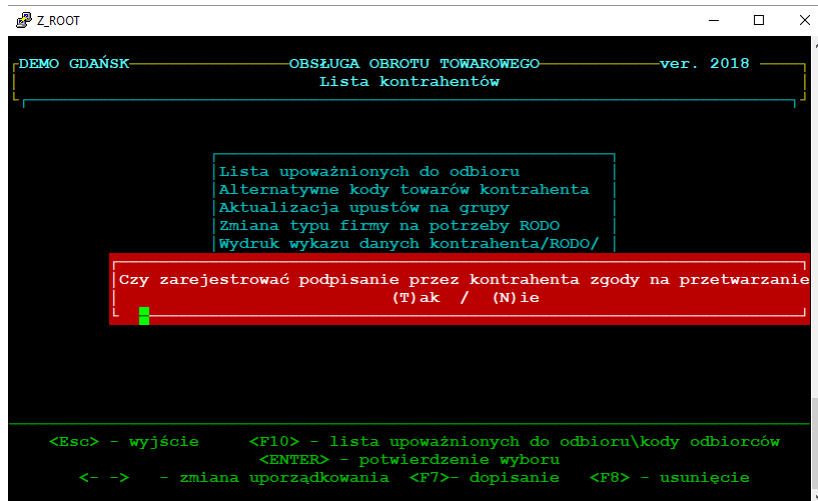 Z_ROOT
DEMO GDAŃSK OBSŁUGA OBROTU TOWAROWEGO ver. 2018
Lista kontrahentów
Lista upoważnionych do odbioru
Alternatywne kody towarów kontrahenta
Aktualizacja upustów na grupy
Zmiana typu firmy na potrzeby RODO
Wydruk wykazu danych kontrahenta/RODO/
Czy zarejestrować podpisanie przez kontrahenta zgody na przetwarzanie
(T)ak / (N)ie
<Esc> - wyjście <F10> - lista upoważnionych do odbioru\kody odbiorców
<ENTER> - potwierdzenie wyboru
<- -> - zmiana uporządkowania <F7>- dopisanie <F8> - usunięcie